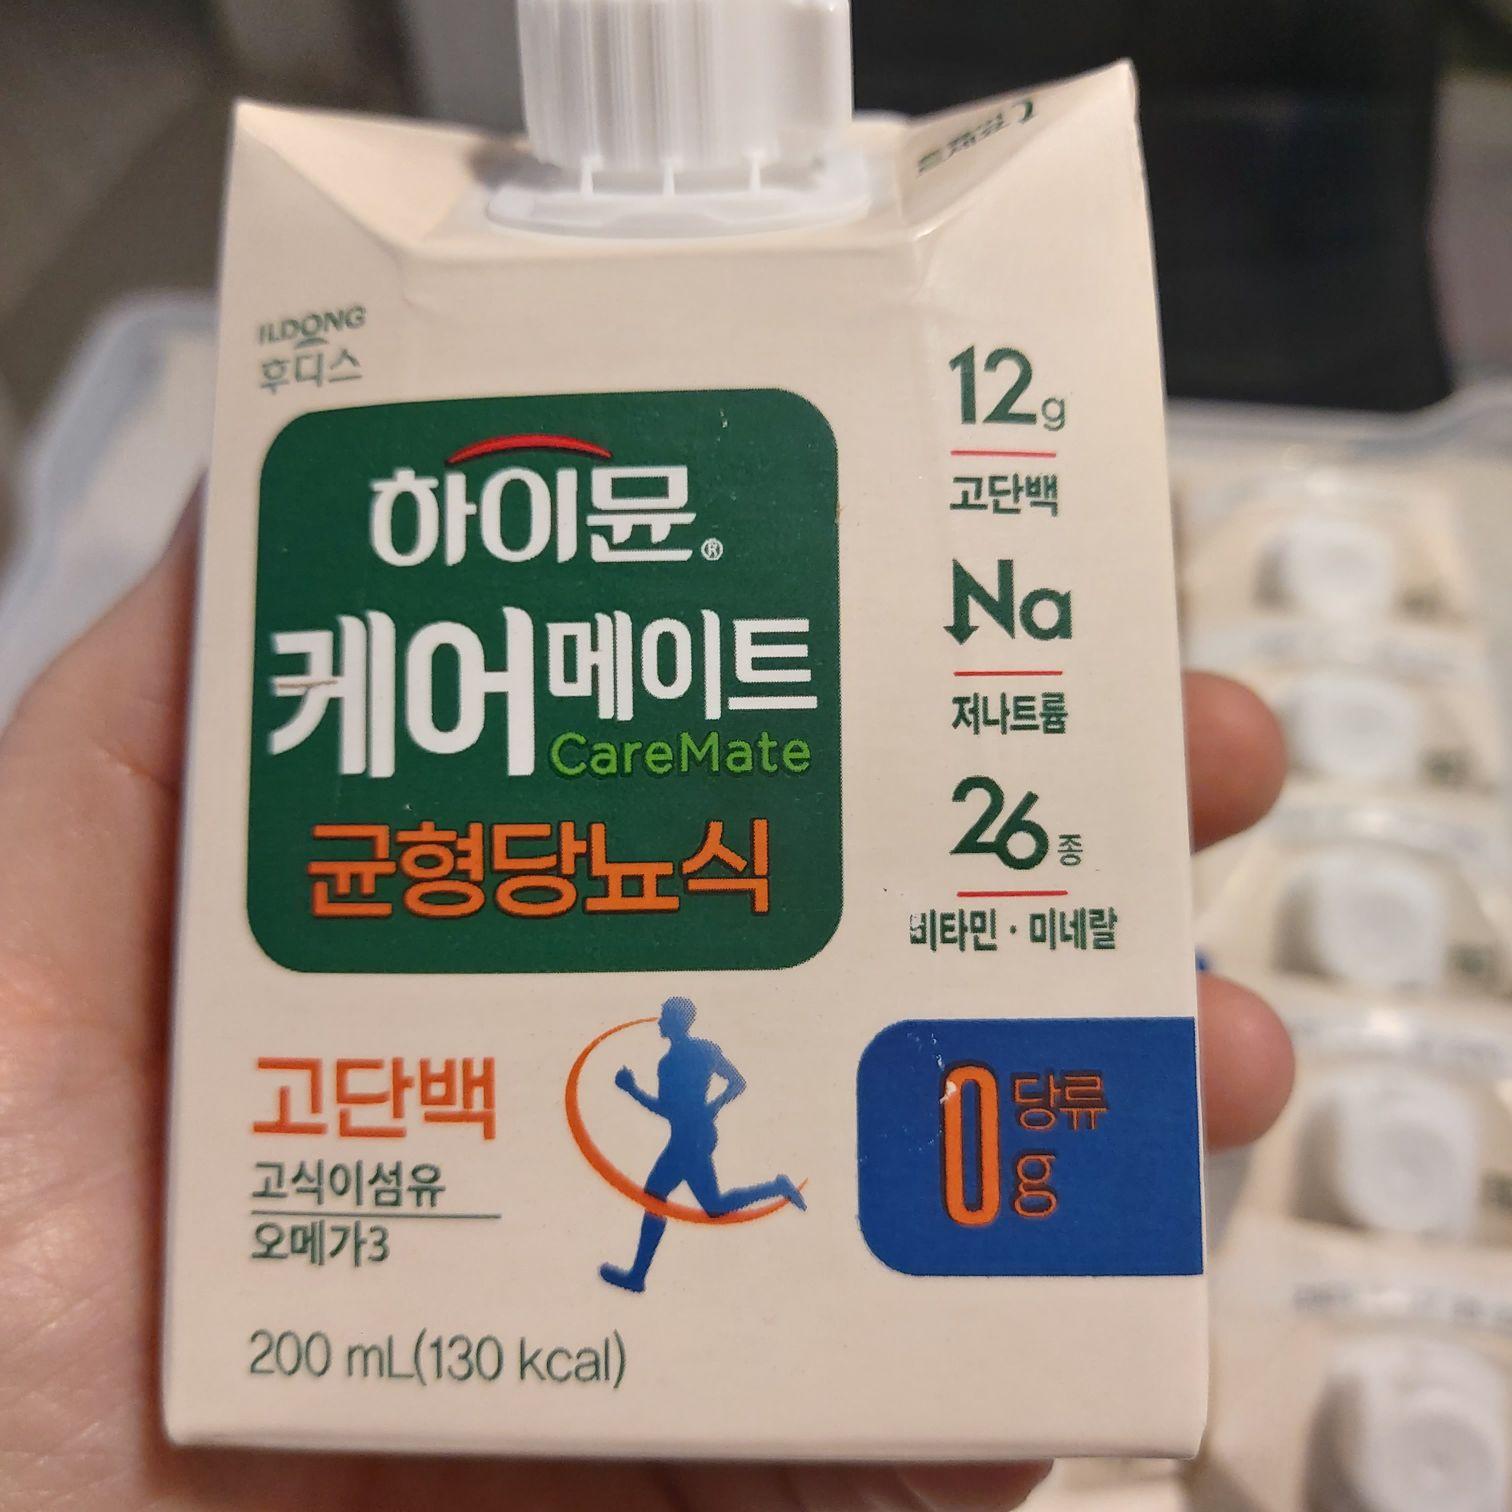 ILDONG
후디스
하이뮨®
케어메이트
CareMate
균형당뇨식
12g
고단백
Na
저나트륨
26종
비타민·미네랄
고단백
고식이섬유
오메가3
0g 당류
200 mL(130 kcal)